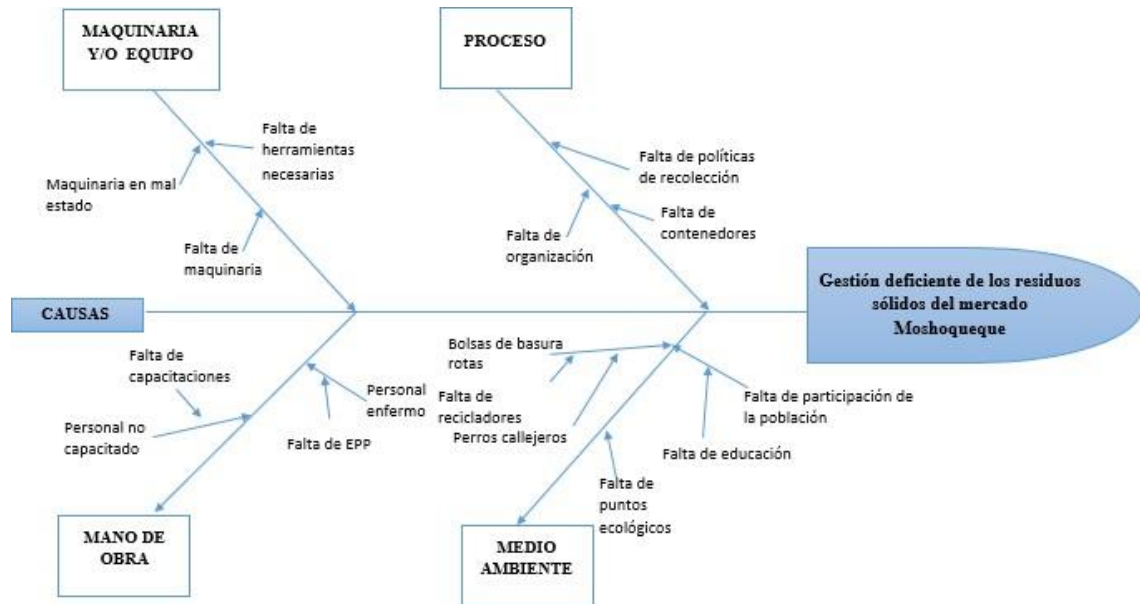 MAQUINARIA
Y/O EQUIPO
PROCESO
Falta de
herramientas
necesarias
Maquinaria en mal
estado
Falta de
maquinaria
Falta de políticas
de recolección
Falta de
contenedores
Falta de
organización
CAUSAS
Gestión deficiente de los residuos
sólidos del mercado
Moshoqueque
Falta de
capacitaciones
Personal no
capacitado
Personal
enfermo
Falta de EPP
Bolsas de basura
rotas
Falta de
recicladores
Perros callejeros
Falta de participación de
la población
Falta de educación
Falta de
puntos
ecológicos
MANO DE
OBRA
MEDIO
AMBIENTE